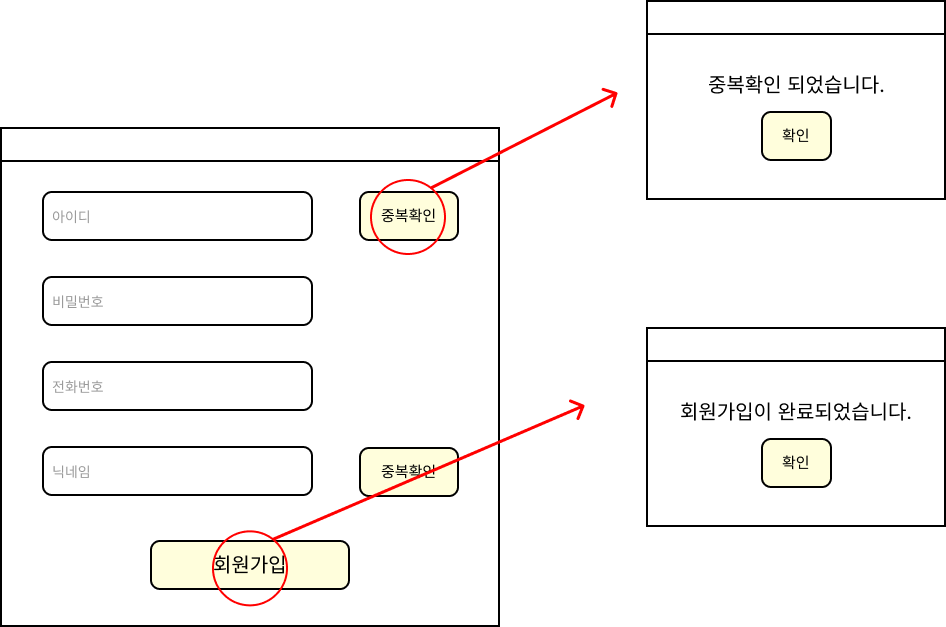 중복확인 되었습니다.
확인
아이디
중복확인
비밀번호
전화번호
닉네임
중복확인
회원가입
회원가입이 완료되었습니다.
확인